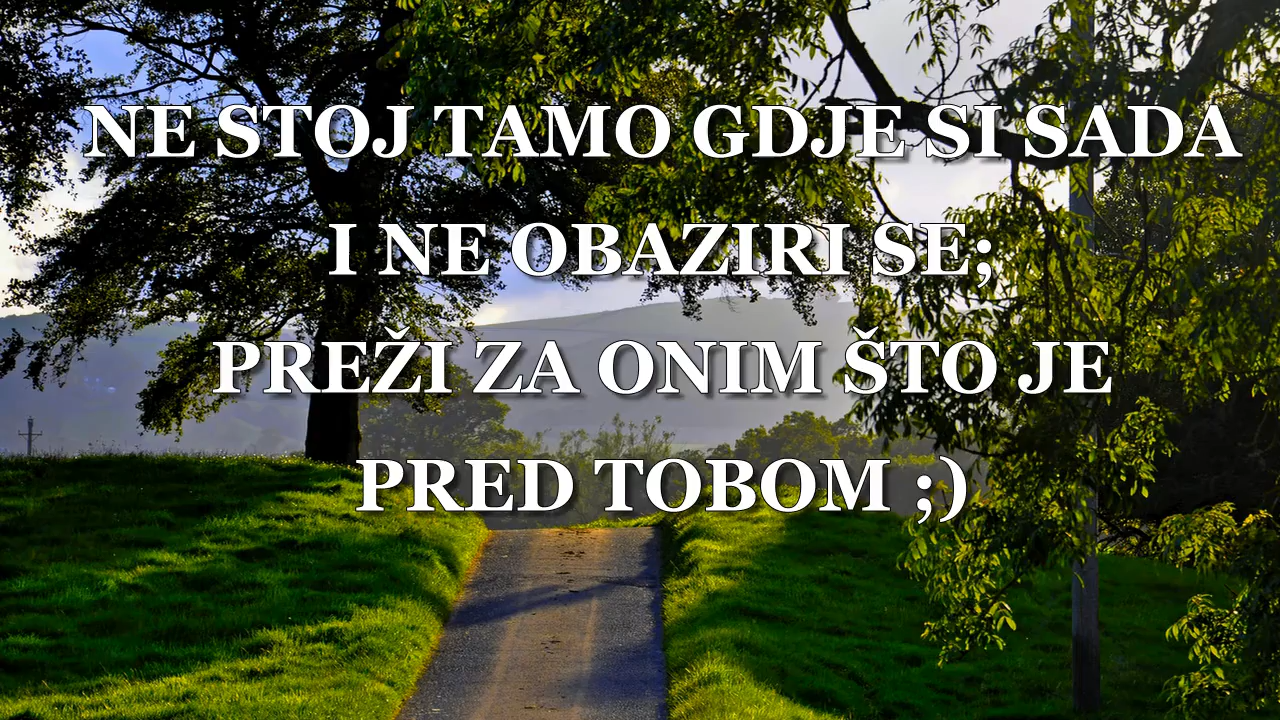 NE STOJ TAMO GDJE SI SADA
I NE OBAZIRI SE;
PREŽI ZA ONIM ŠTO JE
PRED TOBOM ;)